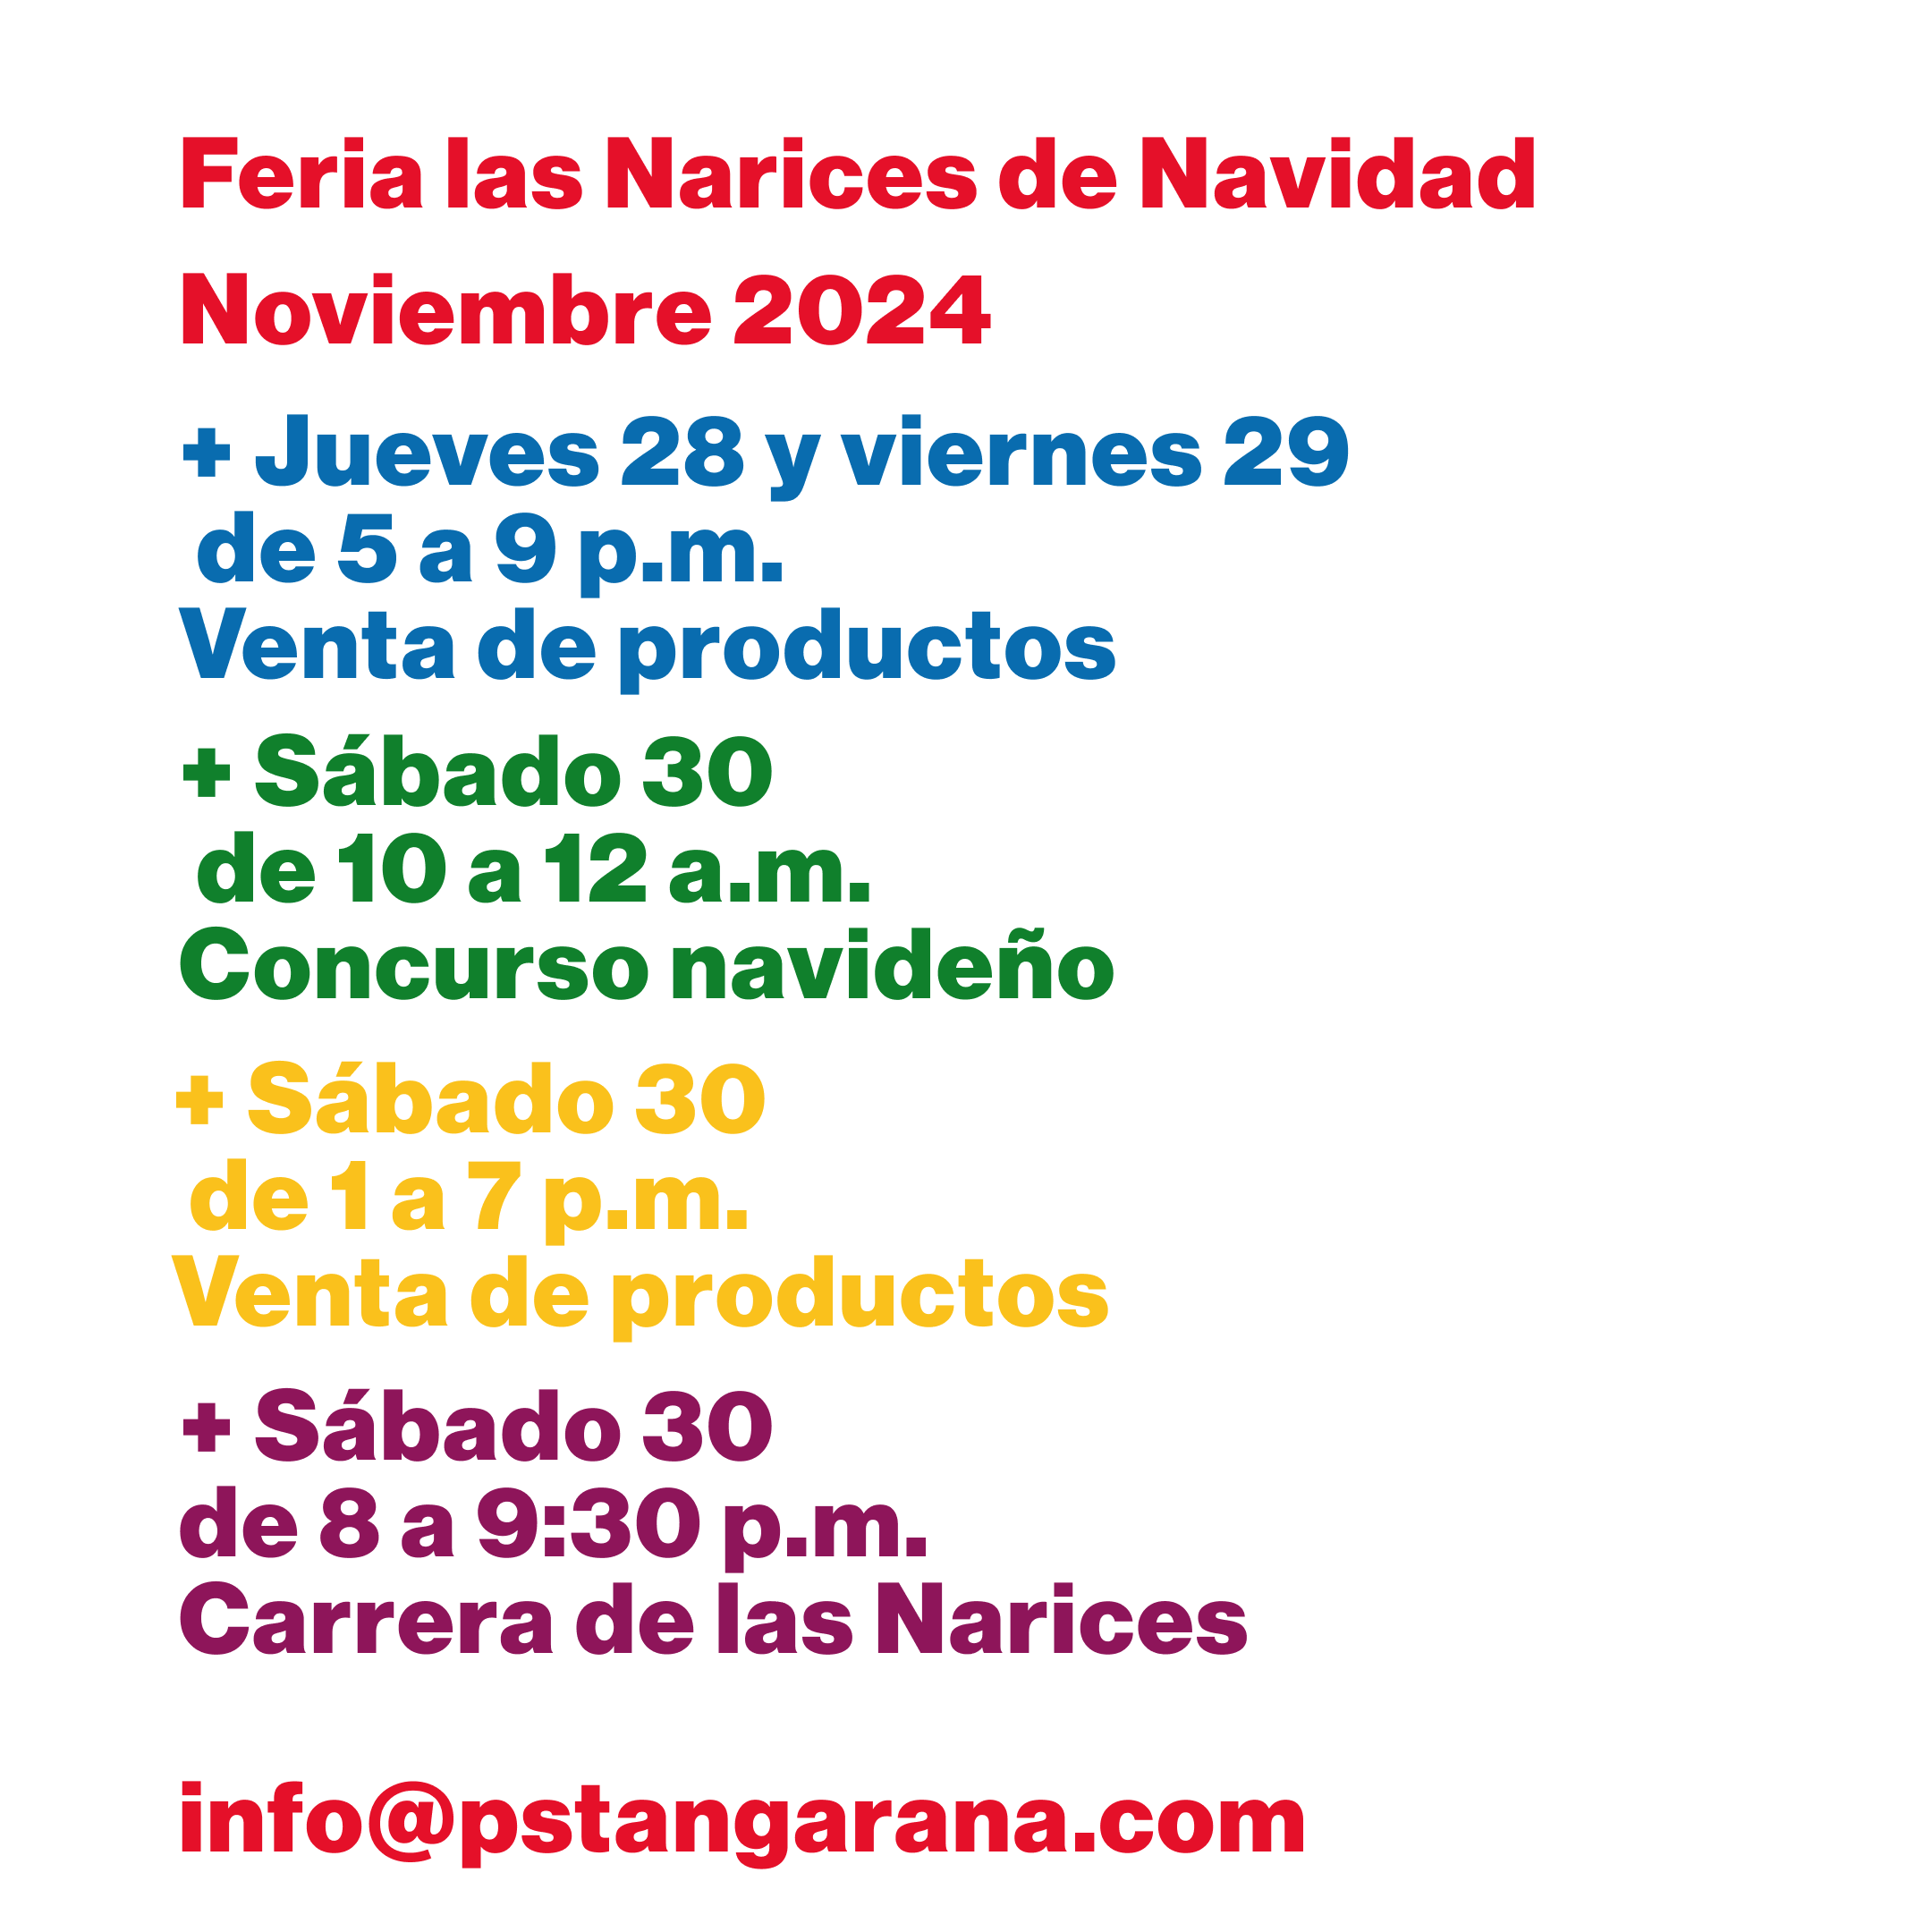 Feria las Narices de Navidad
Noviembre 2024
+ Jueves 28 y viernes 29
de 5 a 9 p.m.
Venta de productos
+ Sábado 30
de 10 a 12 a.m.
Concurso navideño
+ Sábado 30
de 1 a 7 p.m.
Venta de productos
+ Sábado 30
de 8 a 9:30 p.m.
Carrera de las Narices
info@pstangarana.com